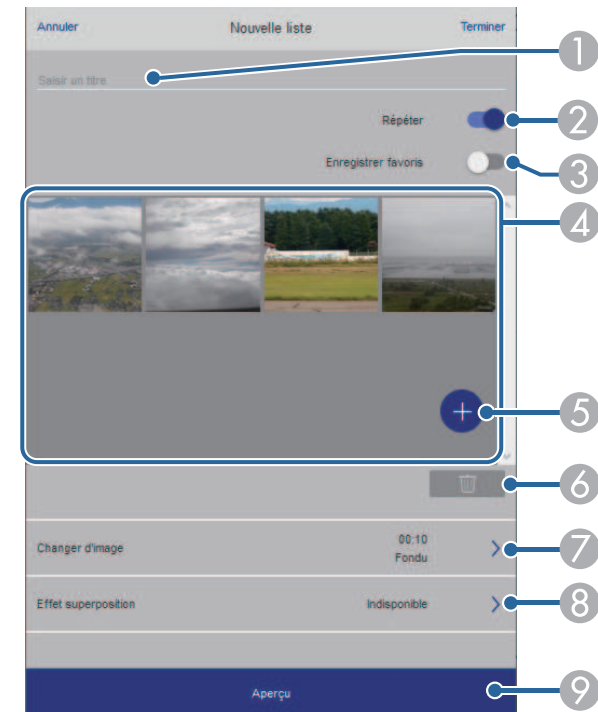 Annuler Nouvelle liste Terminer
1
Saisir un titre
Répéter 2
Enregistrer favoris 3
4
5
6
Changer d'image 00:10 7
Fondu
Effet superposition Indisponible 8
Aperçu 9